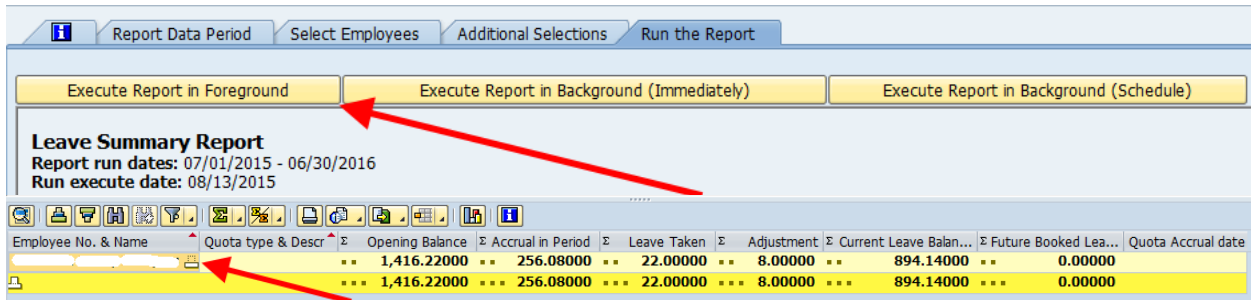 Report Data Period Select Employees Additional Selections Run the Report
Execute Report in Foreground Execute Report in Background (Immediately) Execute Report in Background (Schedule)
Leave Summary Report
Report run dates: 07/01/2015 - 06/30/2016
Run execute date: 08/13/2015
Employee No. & Name Quota type & Descr Σ Opening Balance Σ Accrual in Period Σ Leave Taken Σ Adjustment Σ Current Leave Balan... Σ Future Booked Lea... Quota Accrual date
1,416.22000 256.08000 22.00000 8.00000 894.14000 0.00000
1,416.22000 256.08000 22.00000 8.00000 894.14000 0.00000